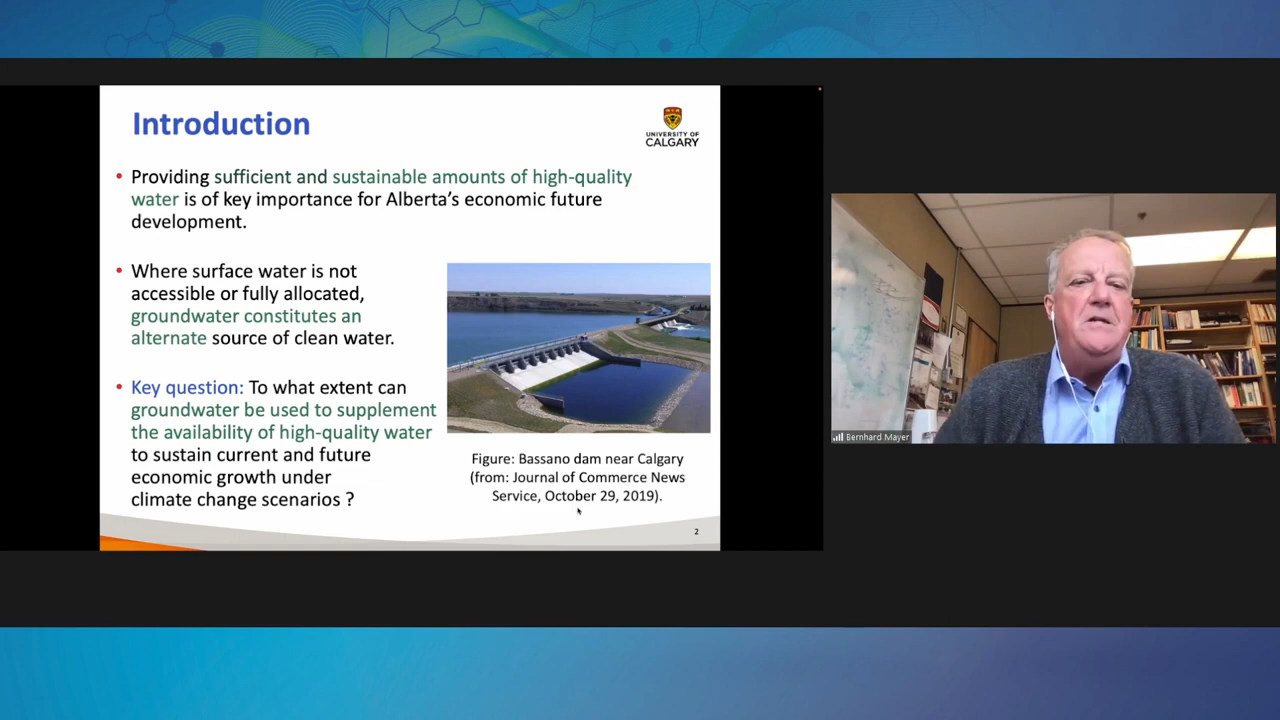 Introduction
UNIVERSITY OF
CALGARY
• Providing sufficient and sustainable amounts of high-quality
water is of key importance for Alberta's economic future
development.
• Where surface water is not
accessible or fully allocated,
groundwater constitutes an
alternate source of clean water.
• Key question: To what extent can
groundwater be used to supplement
the availability of high-quality water
to sustain current and future
economic growth under
climate change scenarios ?
Figure: Bassano dam near Calgary
(from: Journal of Commerce News
Service, October 29, 2019).
2
Bernhard Mayer